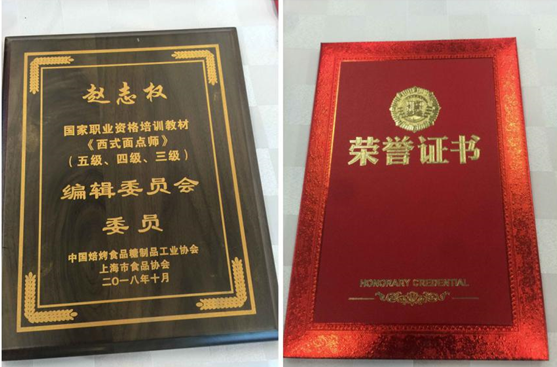 赵志权
国家职业资格培训教材
《西式面点师》
（五级、四级、三级）
编辑委员会
委员
中国焙烤食品糖制品工业协会
上海市食品协会
二〇一八年十月
荣誉证书
HONORARY CREDENTIAL